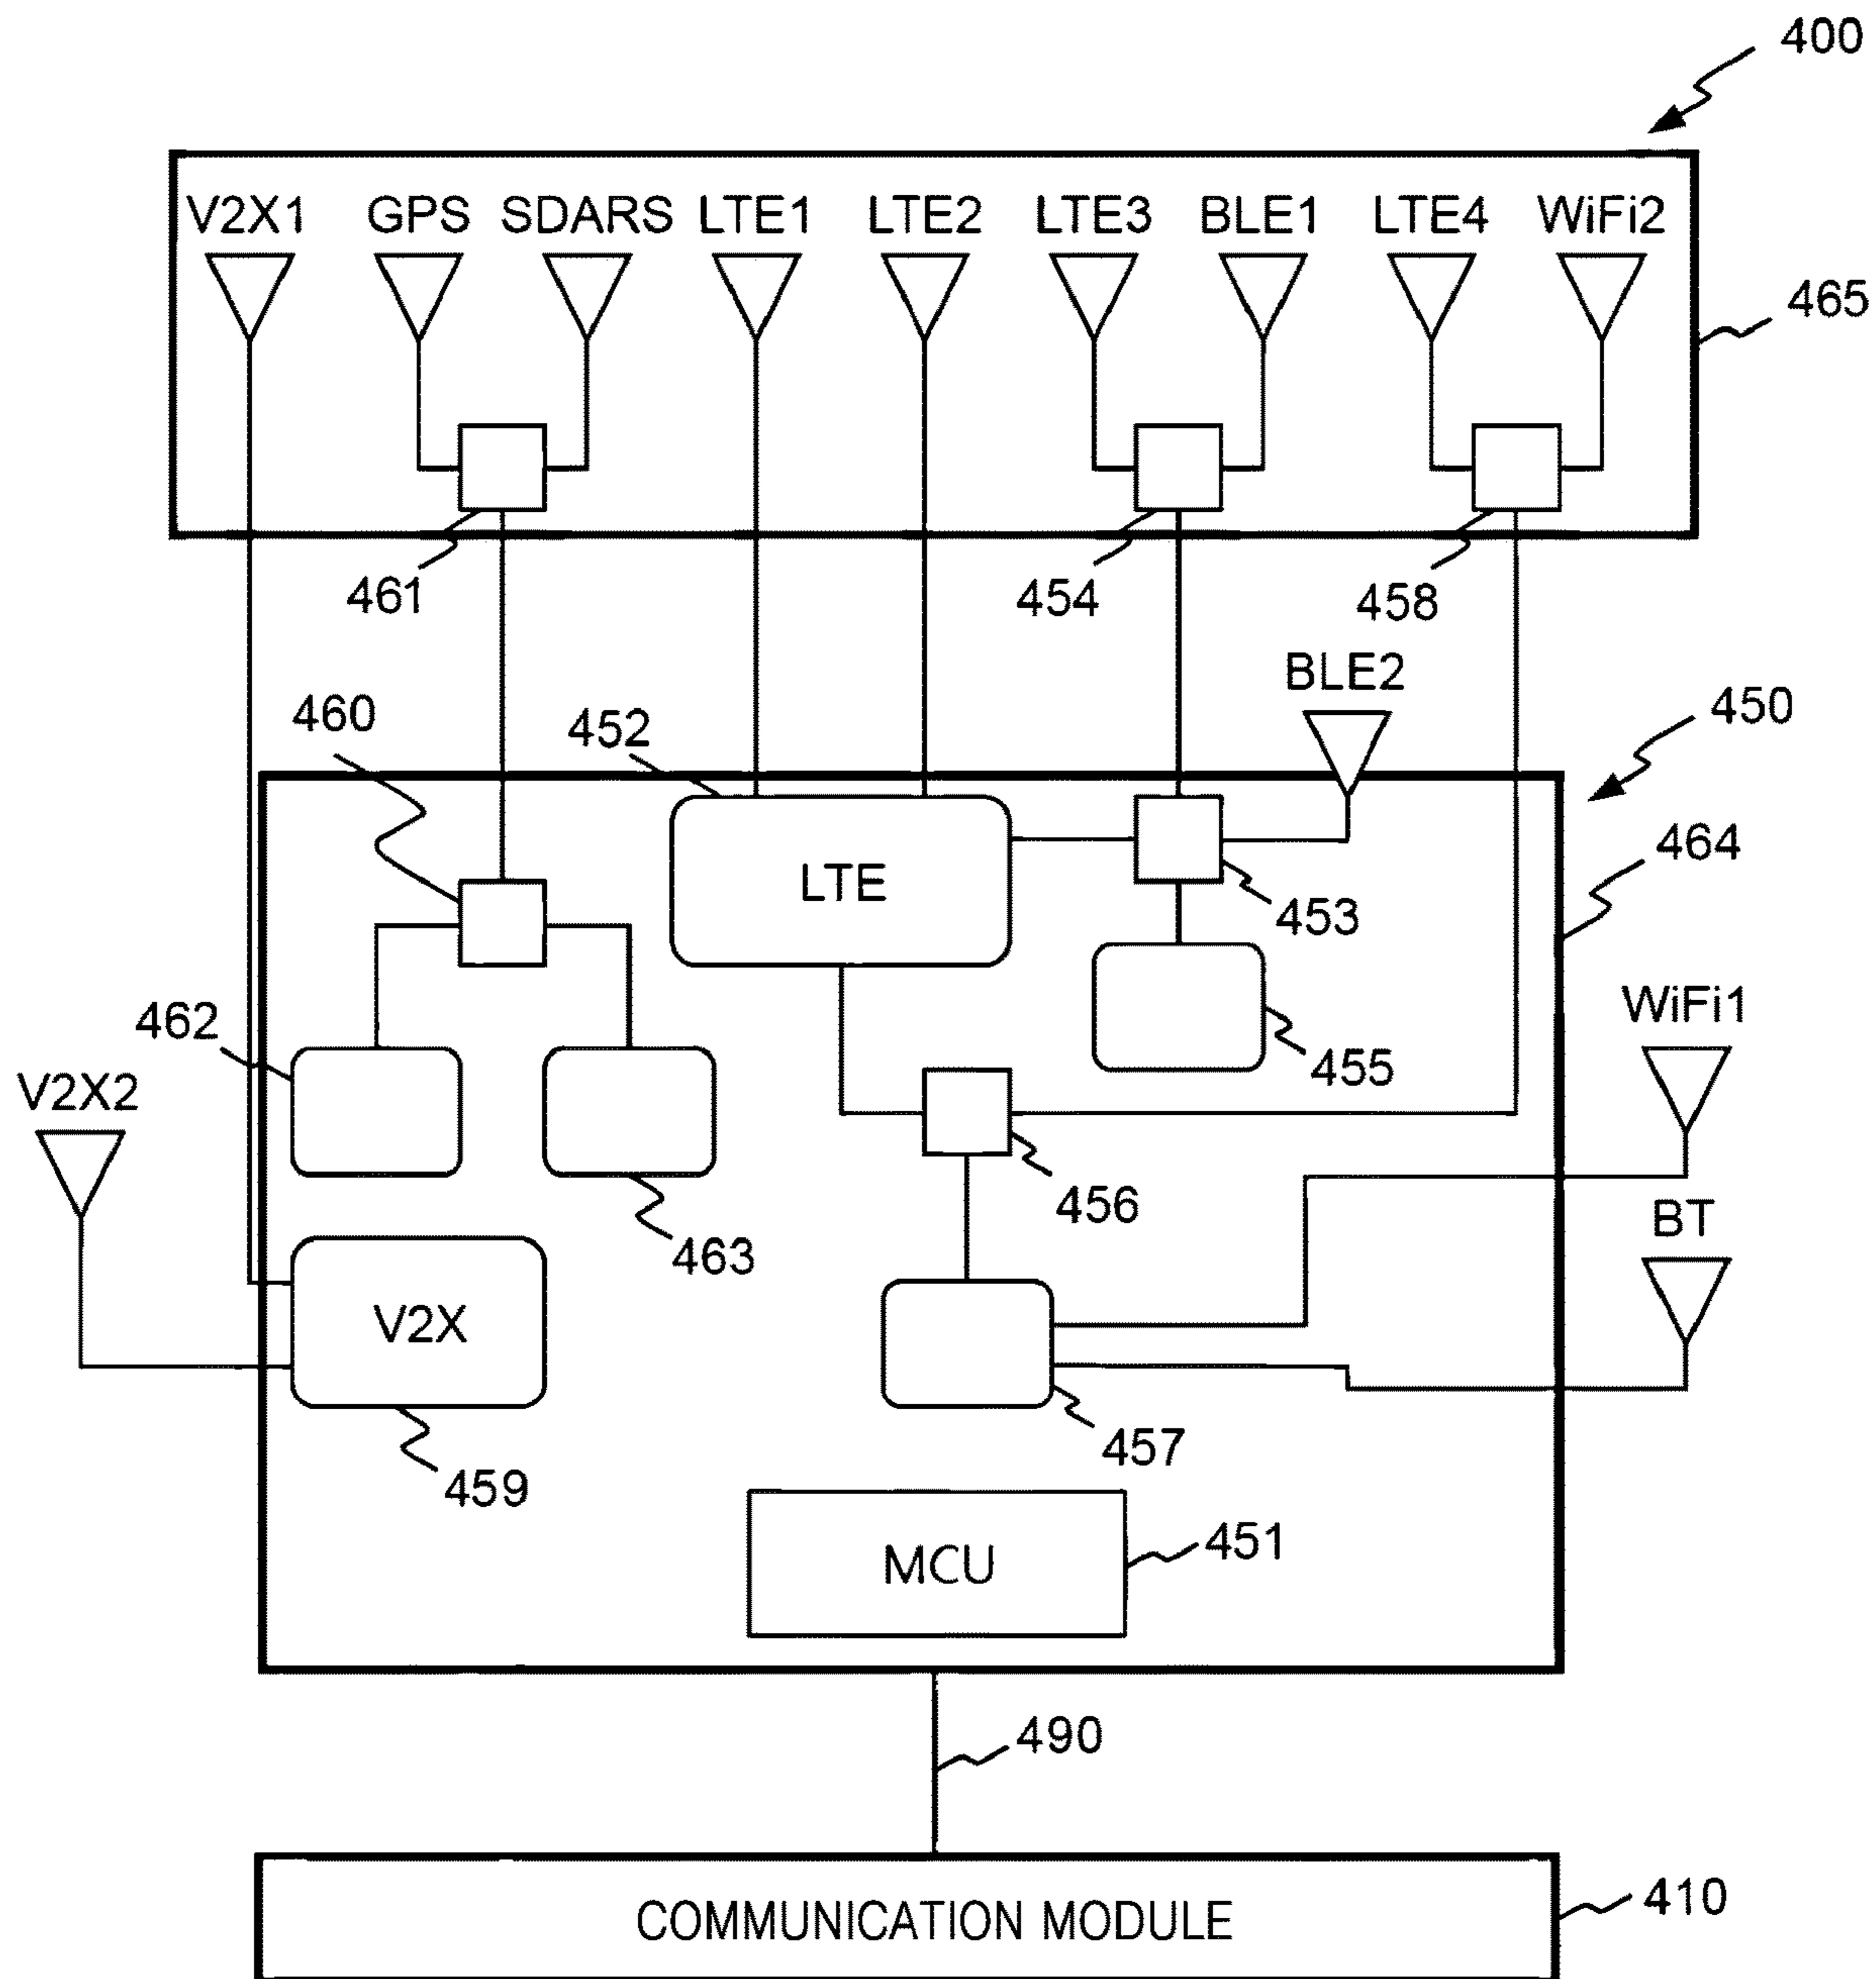 400
V2X1 GPS SDARS LTE1 LTE2 LTE3 BLE1 LTE4 WiFi2
465
461 454 458
BLE2
460 452 450
464
LTE
453
462 WiFi1
455
V2X2
456 BT
463
V2X
457
459
451
MCU
490
410
COMMUNICATION MODULE